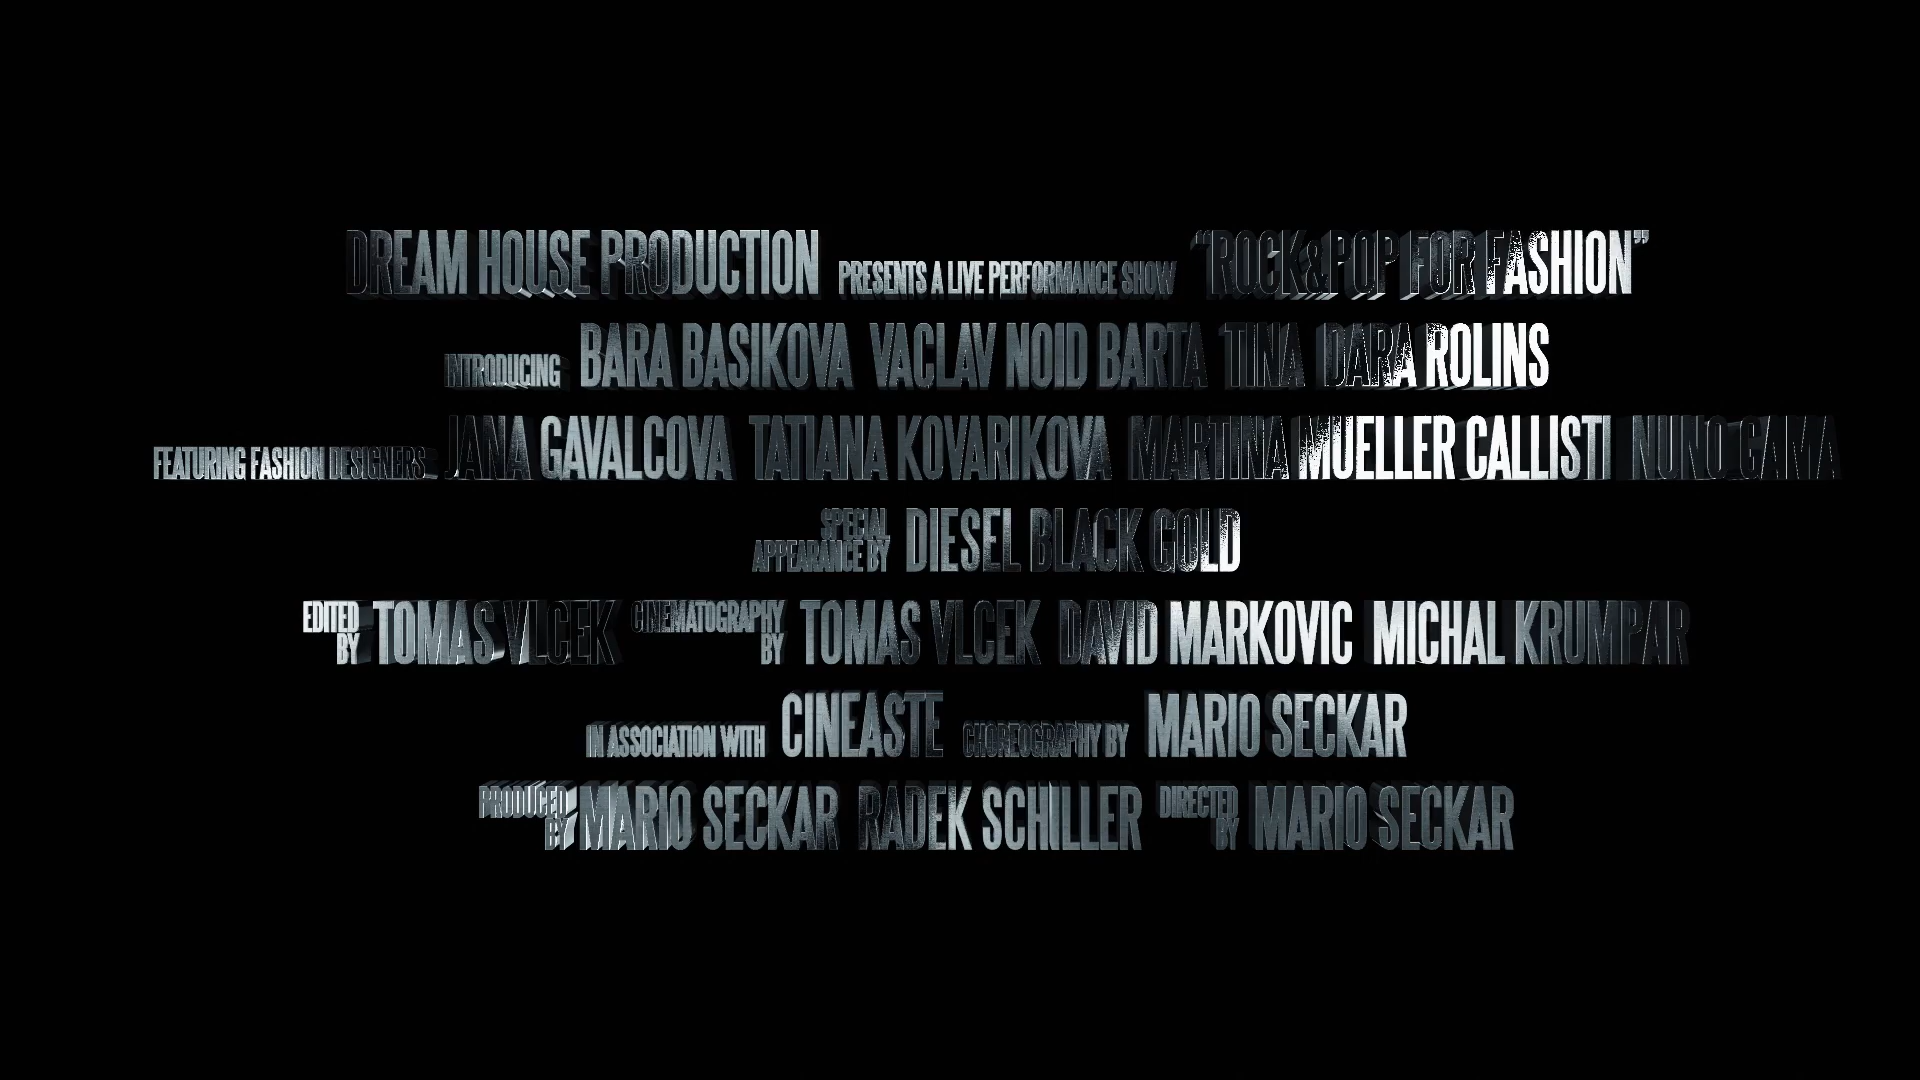 DREAM HOUSE PRODUCTION PRESENTS A LIVE PERFORMANCE SHOW "ROCK&POP FOR FASHION"
INTRODUCING BARA BASIKOVA VACLAV NOID BARTA TINA DARA ROLINS
FEATURING FASHION DESIGNERS JANA GAVALCOVA TATIANA KOVARIKOVA MARTINA MUELLER CALLISTI NUNO GAMA
SPECIAL APPEARANCE BY DIESEL BLACK GOLD
EDITED BY TOMAS VLCEK CINEMATOGRAPHY BY TOMAS VLCEK DAVID MARKOVIC MICHAL KRUMPAR
IN ASSOCIATION WITH CINEASTE CHOREOGRAPHY BY MARIO SECKAR
PRODUCED BY MARIO SECKAR RADEK SCHILLER DIRECTED BY MARIO SECKAR